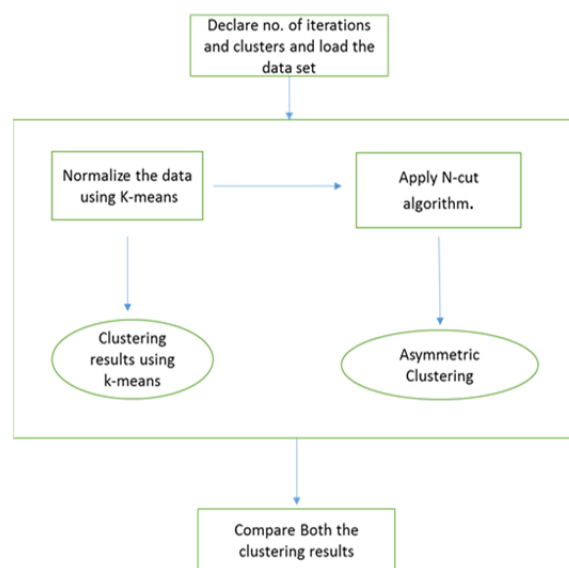 Declare no. of iterations
and clusters and load the
data set
Normalize the data
using K-means
Apply N-cut
algorithm.
Clustering
results using
k-means
Asymmetric
Clustering
Compare Both the
clustering results